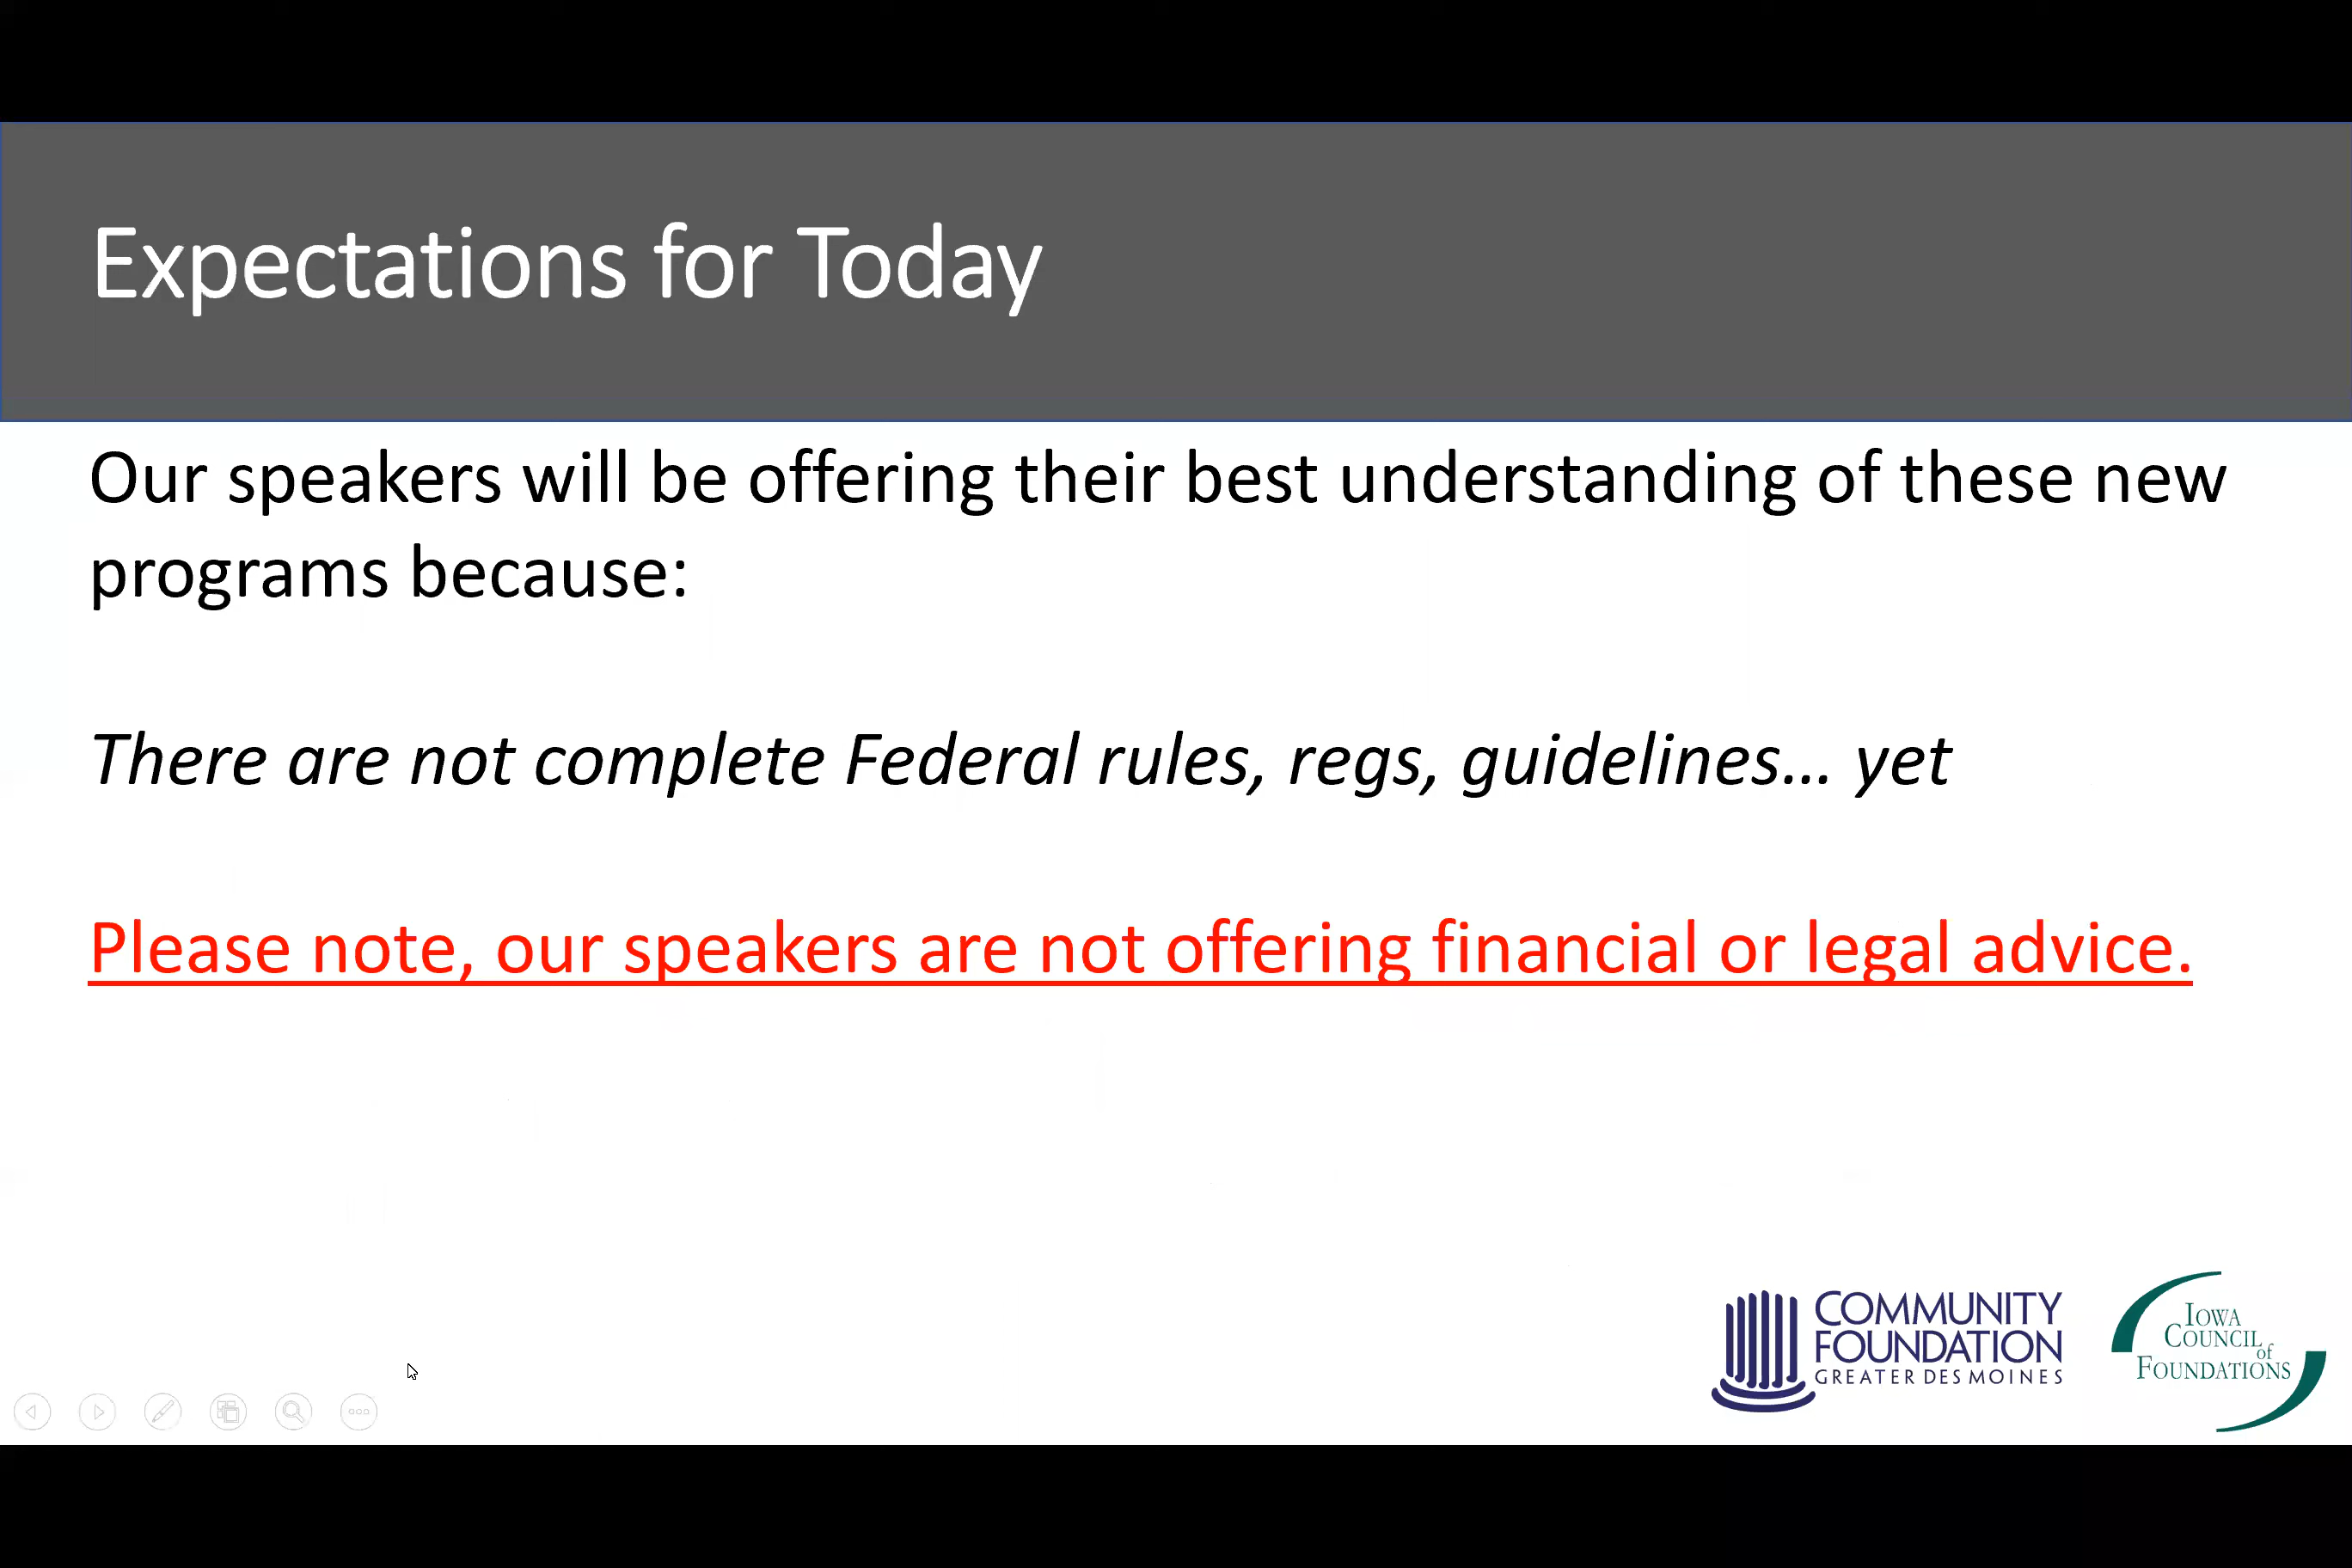 Expectations for Today
Our speakers will be offering their best understanding of these new
programs because:
There are not complete Federal rules, regs, guidelines... yet
Please note, our speakers are not offering financial or legal advice.
COMMUNITY
FOUNDATION
GREATER DES MOINES
IOWA
COUNCIL
of
FOUNDATIONS